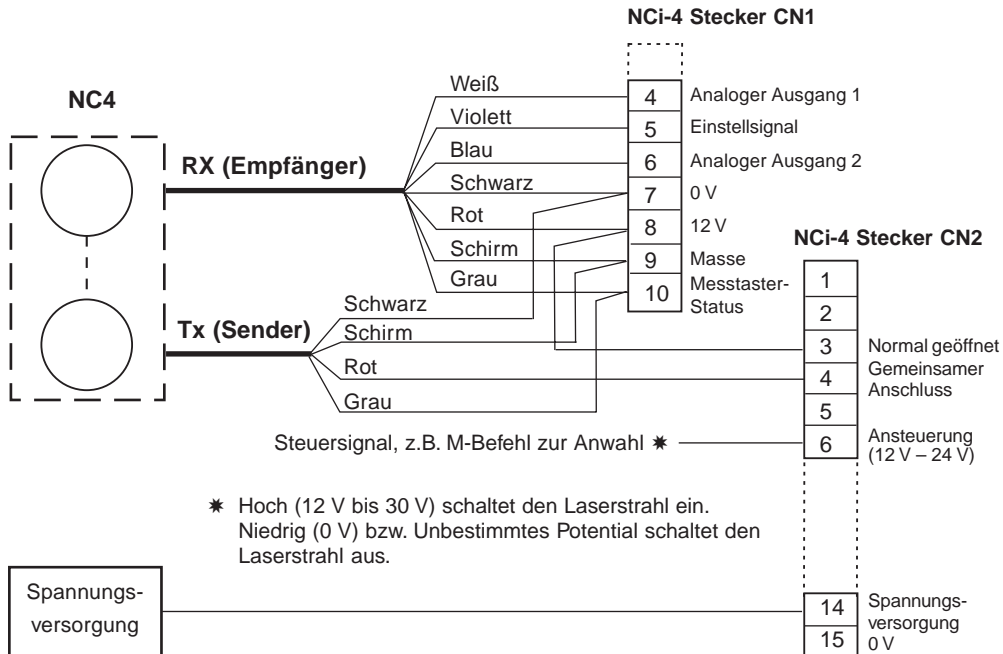 NCi-4 Stecker CN1
NC4
RX (Empfänger)
Weiß
Violett
Blau
Schwarz
Rot
Schirm
Grau
4 Analoger Ausgang 1
5 Einstellsignal
6 Analoger Ausgang 2
7 0 V
8 12 V
9 Masse
10 Messtaster-
Status
Tx (Sender)
Schwarz
Schirm
Rot
Grau
NCi-4 Stecker CN2
1
2
3 Normal geöffnet
4 Gemeinsamer
Anschluss
5
6 Ansteuerung
(12 V – 24 V)
Steuersignal, z.B. M-Befehl zur Anwahl ✷
✷ Hoch (12 V bis 30 V) schaltet den Laserstrahl ein.
Niedrig (0 V) bzw. Unbestimmtes Potential schaltet den
Laserstrahl aus.
Spannungs-
versorgung
14 Spannungs-
versorgung
15 0 V